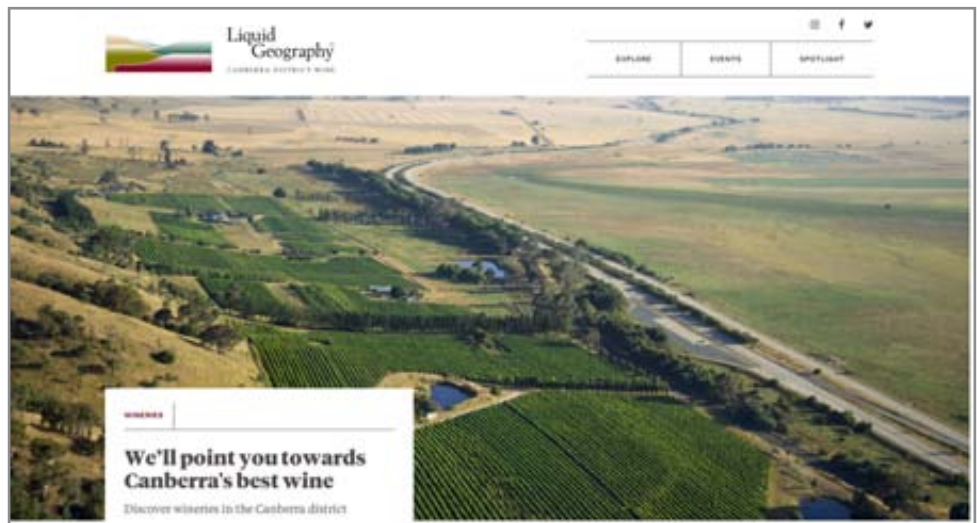 Liquid
Geography
CANBERRA DISTRICT WINE
EXPLORE
EVENTS
SPOTLIGHT
WINERIES
We'll point you towards
Canberra's best wine
Discover wineries in the Canberra district